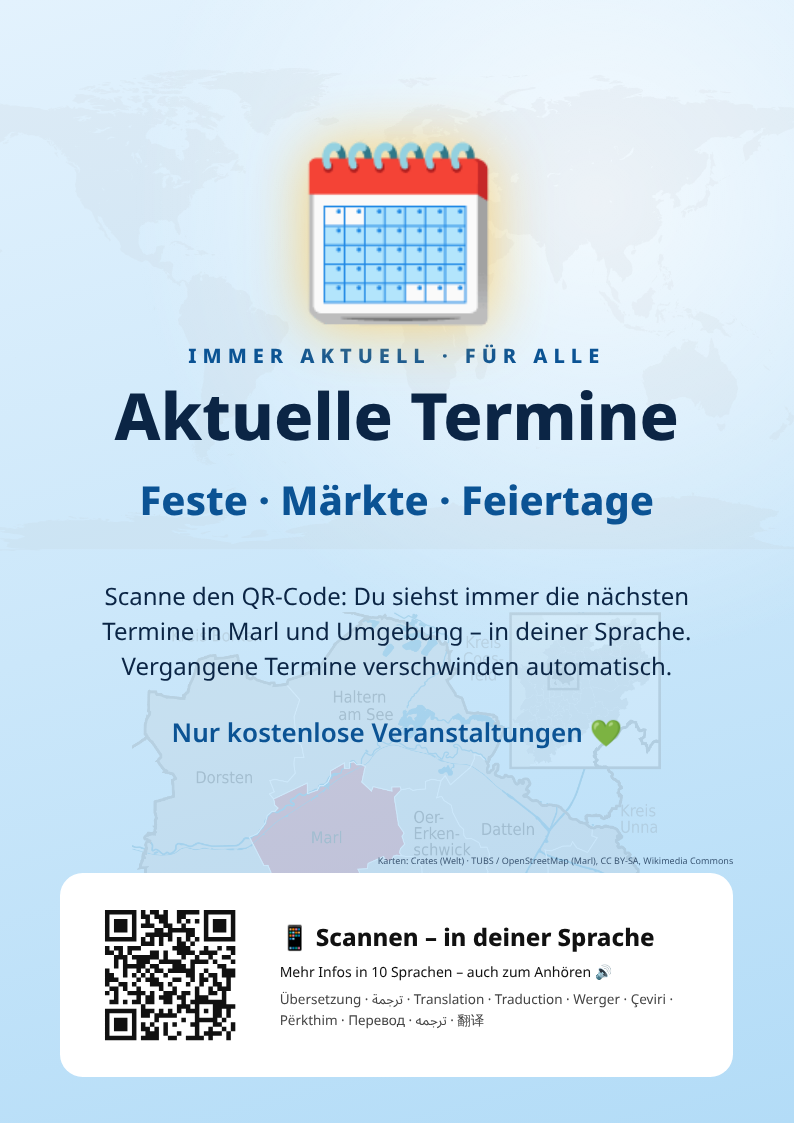 IMMER AKTUELL · FÜR ALLE
Aktuelle Termine
Feste · Märkte · Feiertage
Scanne den QR-Code: Du siehst immer die nächsten
Termine in Marl und Umgebung – in deiner Sprache.
Vergangene Termine verschwinden automatisch.
Kreis
Haltern
am See
Nur kostenlose Veranstaltungen 💚
Dorsten
Marl
Oer-
Erken-
schwick
Datteln
Kreis
Unna
Karten: Crates (Welt) · TUBS / OpenStreetMap (Marl), CC BY-SA, Wikimedia Commons
📱 Scannen – in deiner Sprache
Mehr Infos in 10 Sprachen – auch zum Anhören 🔊
Übersetzung · ترجمة · Translation · Traduction · Werger · Çeviri ·
Përkthim · Перевод · ترجمه · 翻译